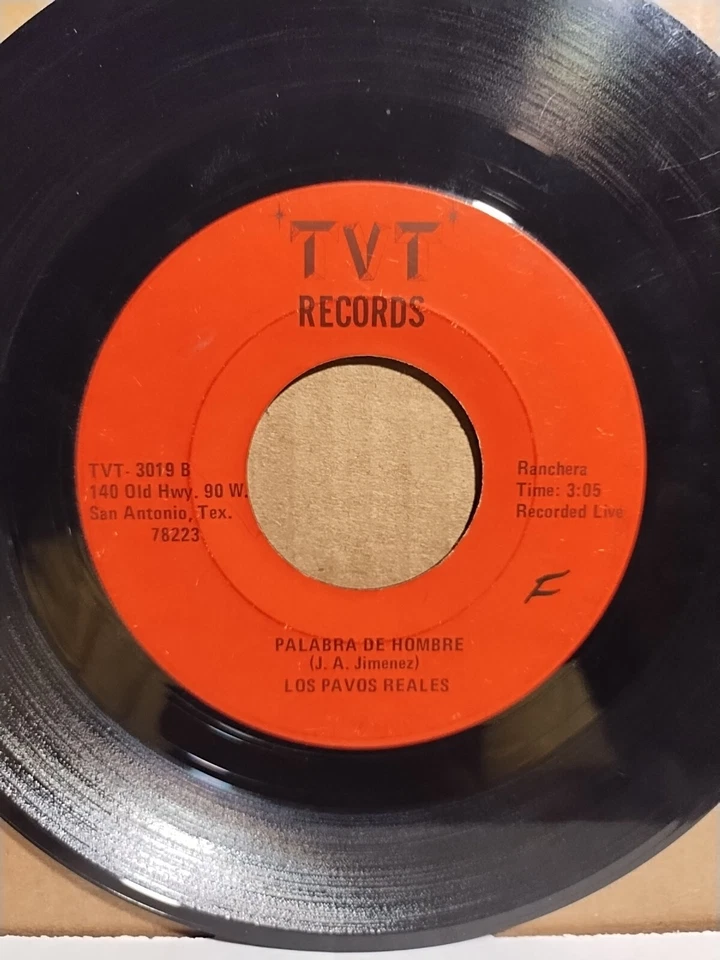 TVT
RECORDS
TVT- 3019 B
140 Old Hwy. 90 W.
San Antonio, Tex.
78223
Ranchera
Time: 3:05
Recorded Live
F
PALABRA DE HOMBRE
(J. A. Jimenez)
LOS PAVOS REALES